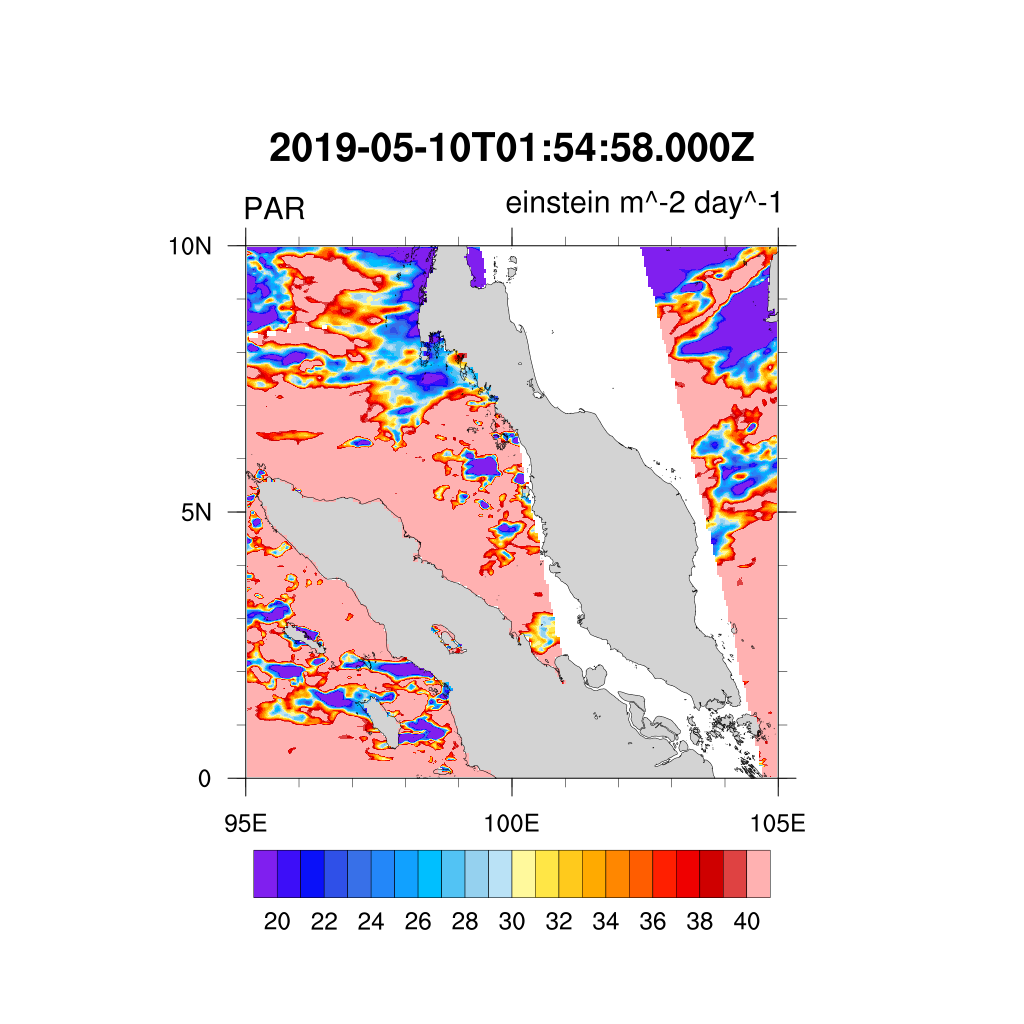 2019-05-10T01:54:58.000Z
PAR einstein m^-2 day^-1
10N
5N
0
95E 100E 105E
20 22 24 26 28 30 32 34 36 38 40